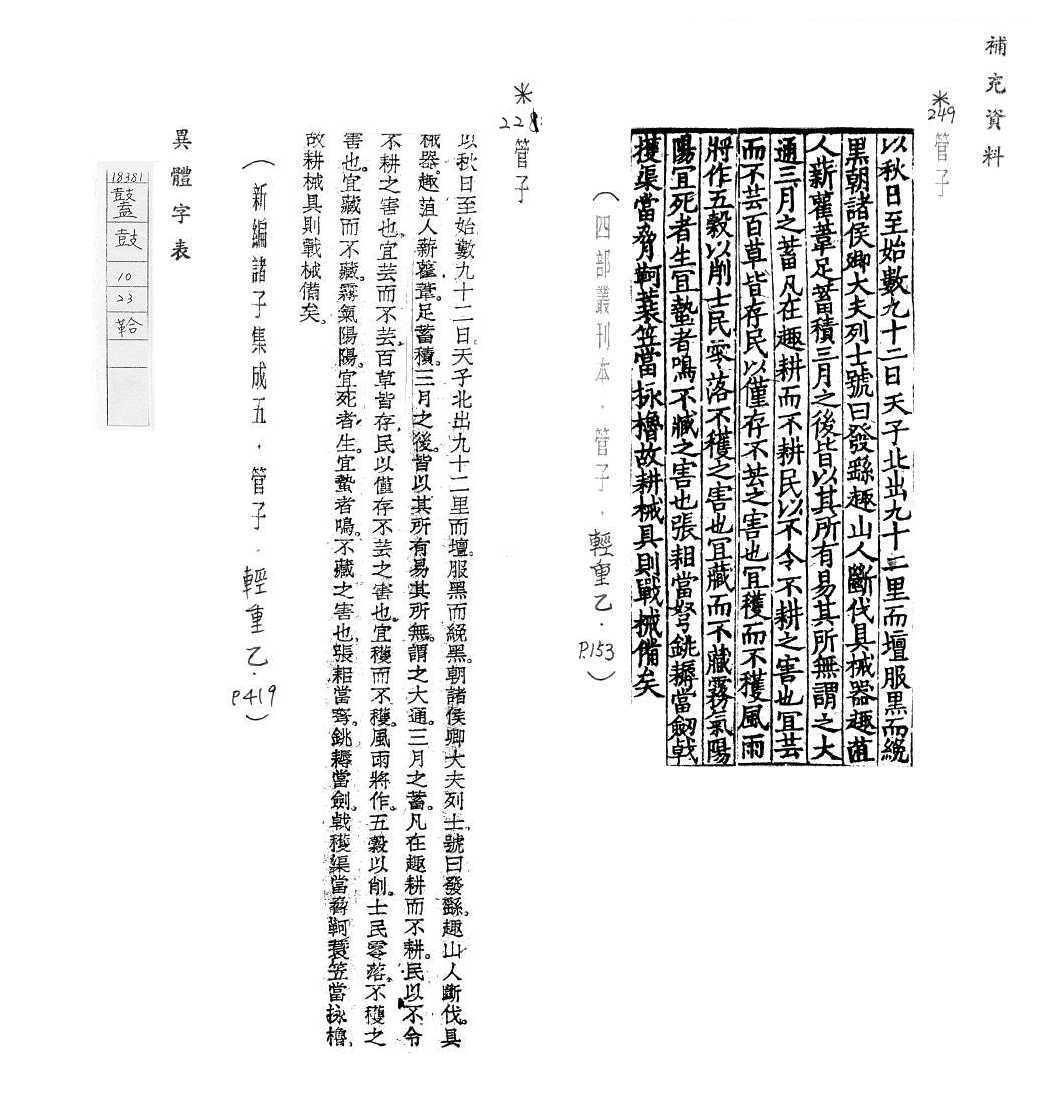 補充資料
*249 管子
以秋日至始數九十二日天子北出九十二里而壇服黑而絻
黑朝諸侯卿大夫列士號曰發繇趣山人斷伐具械器趣菹
人薪雚葦足蓄積三月之後皆以其所有易其所無謂之大
通三月之蓄凡在趣耕而不耕民以不令不耕之害也宜芸
而不芸百草皆存民以僅存不芸之害也宜穫而不穫風雨
將作五穀以削士民零落不穫之害也宜藏而不藏霧氣陽
陽宜死者生宜蟄者鳴不臧之害也張耜當弩銚耨當劒戟
穫渠當脅軻蓑笠當抹櫓故耕械具則戰械備矣
(四部叢刊本．管子．輕重乙．P.153)
*228 管子
以秋日至始數九十二日。天子北出九十二里而壇。服黑而絻黑。朝諸侯卿大夫列士。號曰發繇。趣山人斷伐。具
械器。趣菹人薪雚葦。足蓄積。三月之後。皆以其所有易其所無。謂之大通。三月之蓄。凡在趣耕而不耕。民以不令
不耕之害也。宜芸而不芸。百草皆存。民以僅存。不芸之害也。宜穫而不穫。風雨將作。五穀以削。士民零落。不穫之
害也。宜藏而不藏。霧氣陽陽。宜死者生。宜蟄者鳴。不藏之害也。張耜當弩。銚耨當劍戟。穫渠當脅軻。蓑笠當抹櫓。
故耕械具則戰械備矣。
(新編諸子集成五．管子．輕重乙．P419)
異體字表
18381
鼓
10
23
鞈